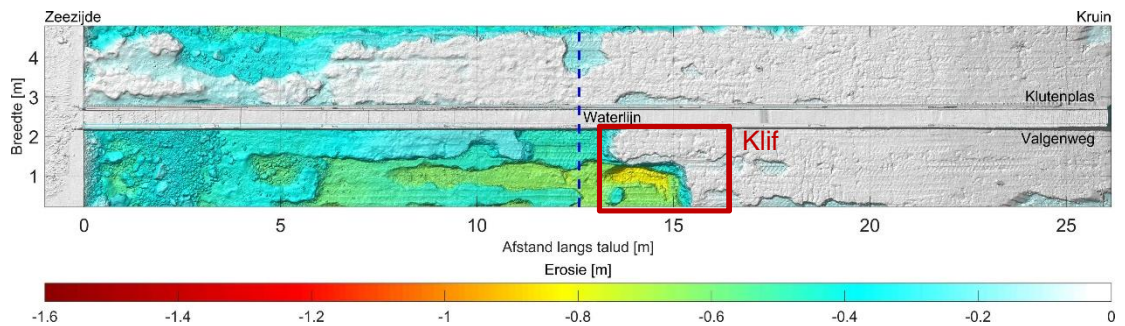 Zeezijde
Kruin
Breedte [m]
4
3
2
1
Klutenplas
Waterlijn
Klif
Valgenweg
0
5
10
15
20
25
Afstand langs talud [m]
Erosie [m]
-1.6
-1.4
-1.2
-1
-0.8
-0.6
-0.4
-0.2
0